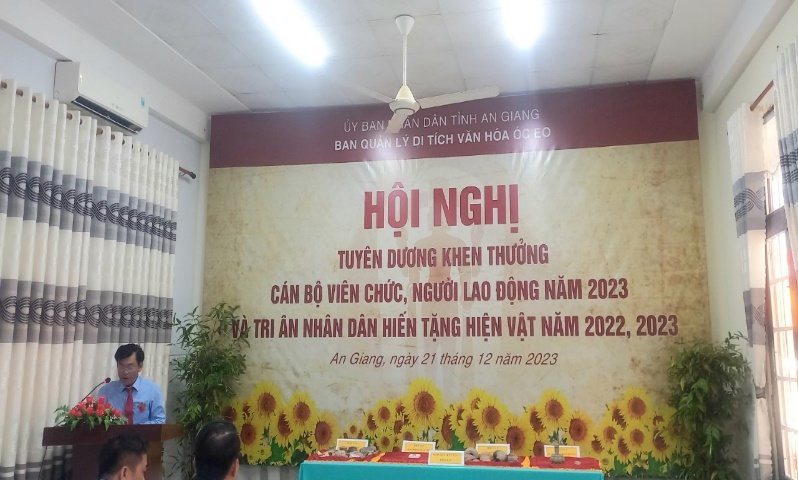 ỦY BAN NHÂN DÂN TỈNH AN GIANG
BAN QUẢN LÝ DI TÍCH VĂN HÓA ÓC EO
HỘI NGHỊ
TUYÊN DƯƠNG KHEN THƯỞNG
CÁN BỘ VIÊN CHỨC, NGƯỜI LAO ĐỘNG NĂM 2023
VÀ TRI ÂN NHÂN DÂN HIẾN TẶNG HIỆN VẬT NĂM 2022, 2023
An Giang, ngày 21 tháng 12 năm 2023